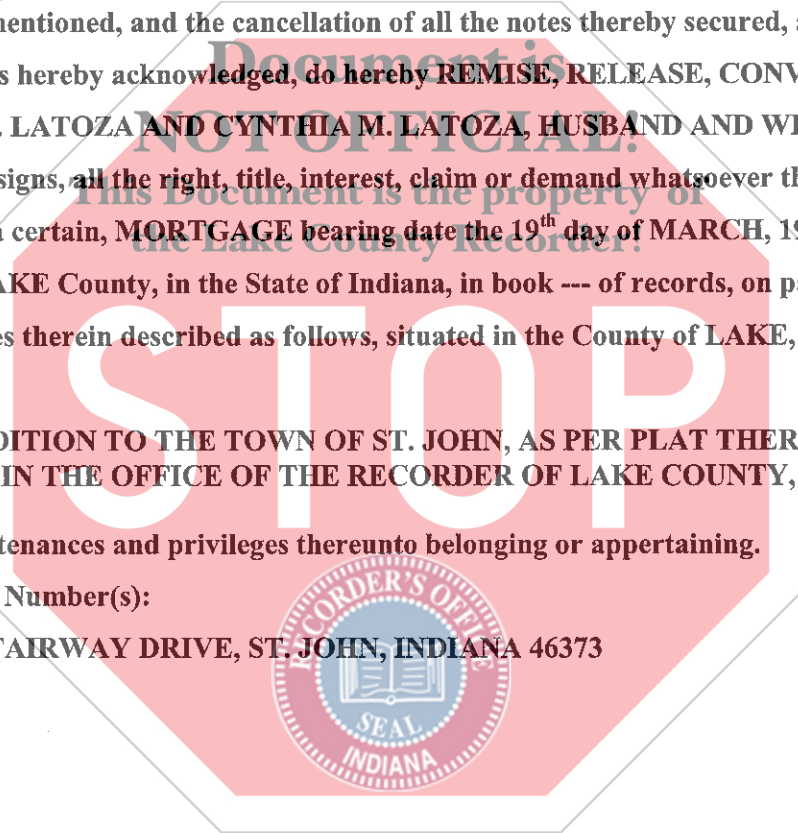 mentioned, and the cancellation of all the notes thereby secured,
Document is
s hereby acknowledged, do hereby REMISE, RELEASE, CONV
NOT OFFICIAL!
. LATOZA AND CYNTHIA M. LATOZA, HUSBAND AND WI
signs, all the right, title, interest, claim or demand whatsoever th
This Document is the property of
a certain, MORTGAGE bearing date the 19th day of MARCH, 19
the Lake County Recorder!
AKE County, in the State of Indiana, in book --- of records, on pa
es therein described as follows, situated in the County of LAKE,
STOP
DITION TO THE TOWN OF ST. JOHN, AS PER PLAT THER
IN THE OFFICE OF THE RECORDER OF LAKE COUNTY,
tenances and privileges thereunto belonging or appertaining.
Number(s):
FAIRWAY DRIVE, ST. JOHN, INDIANA 46373
RECORDER'S OFFICE
SEAL
INDIANA